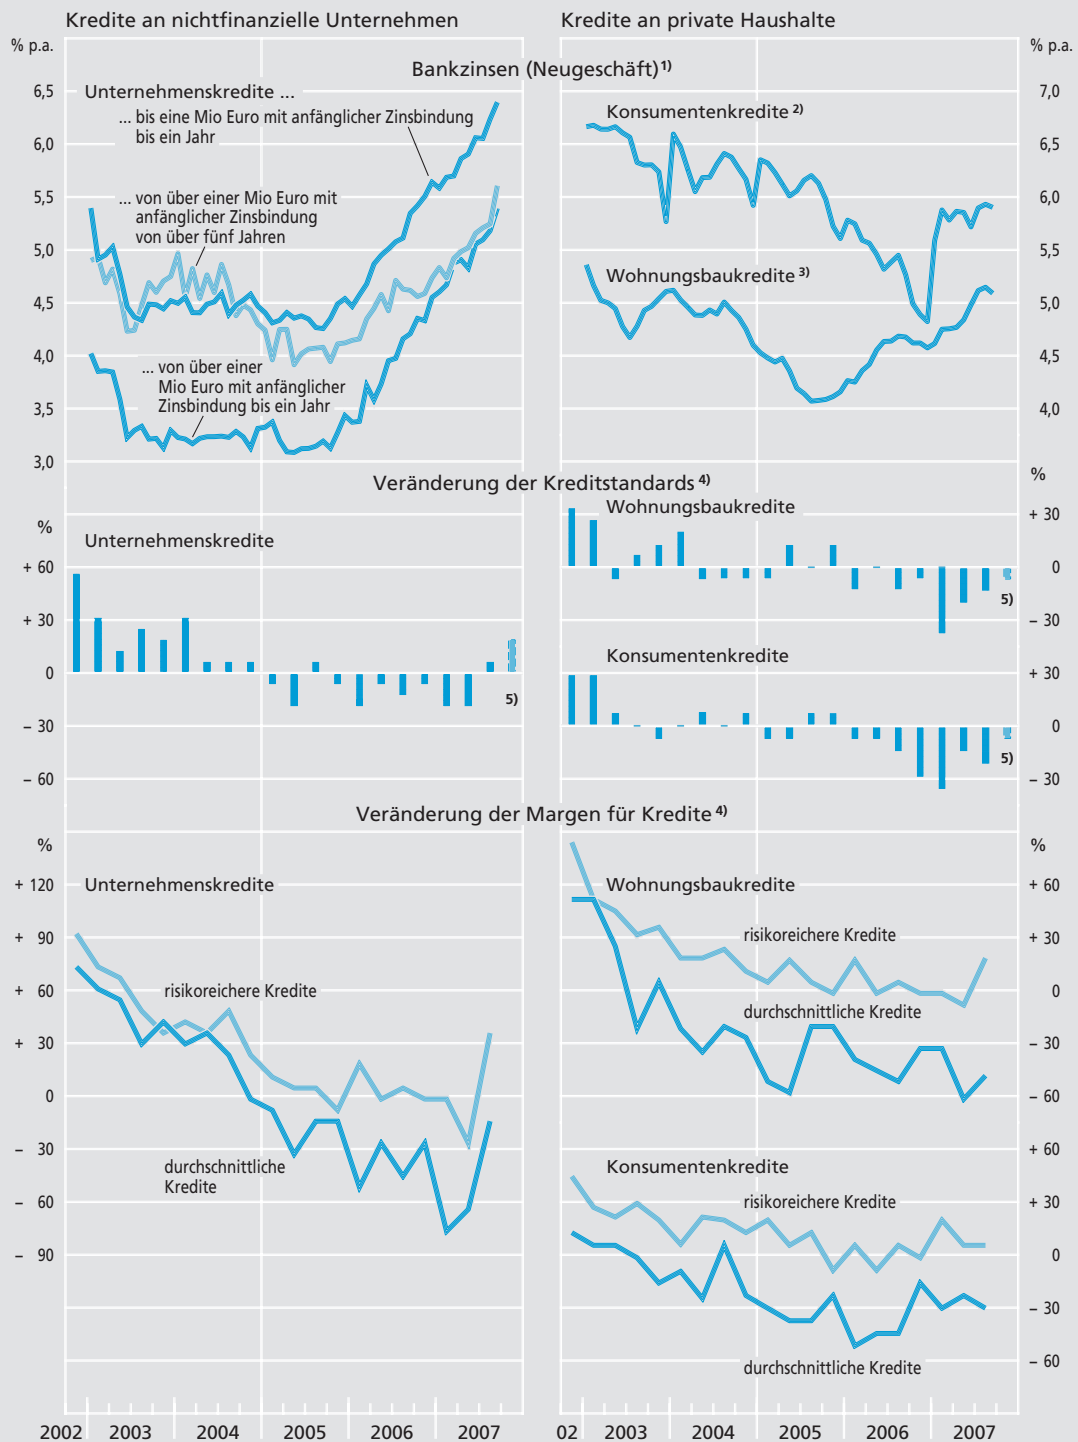 Kredite an nichtfinanzielle Unternehmen
Kredite an private Haushalte
% p.a.
% p.a.
Bankzinsen (Neugeschäft) 1)
6,5
6,0
5,5
5,0
4,5
4,0
3,5
3,0
Unternehmenskredite ...
... bis eine Mio Euro mit anfänglicher Zinsbindung
bis ein Jahr
... von über einer Mio Euro mit
anfänglicher Zinsbindung
von über fünf Jahren
... von über einer
Mio Euro mit anfänglicher
Zinsbindung bis ein Jahr
Konsumentenkredite 2)
Wohnungsbaukredite 3)
7,0
6,5
6,0
5,5
5,0
4,5
4,0
Veränderung der Kreditstandards 4)
%
Unternehmenskredite
+ 60
+ 30
0
– 30
– 60
5)
%
Wohnungsbaukredite
+ 30
0
– 30
5)
Konsumentenkredite
+ 30
0
– 30
5)
Veränderung der Margen für Kredite 4)
%
Unternehmenskredite
+ 120
+ 90
+ 60
+ 30
0
– 30
– 60
– 90
risikoreichere Kredite
durchschnittliche
Kredite
%
Wohnungsbaukredite
+ 60
+ 30
0
– 30
– 60
risikoreichere Kredite
durchschnittliche Kredite
Konsumentenkredite
+ 60
+ 30
0
– 30
– 60
risikoreichere Kredite
durchschnittliche Kredite
2002 2003 2004 2005 2006 2007
02 2003 2004 2005 2006 2007